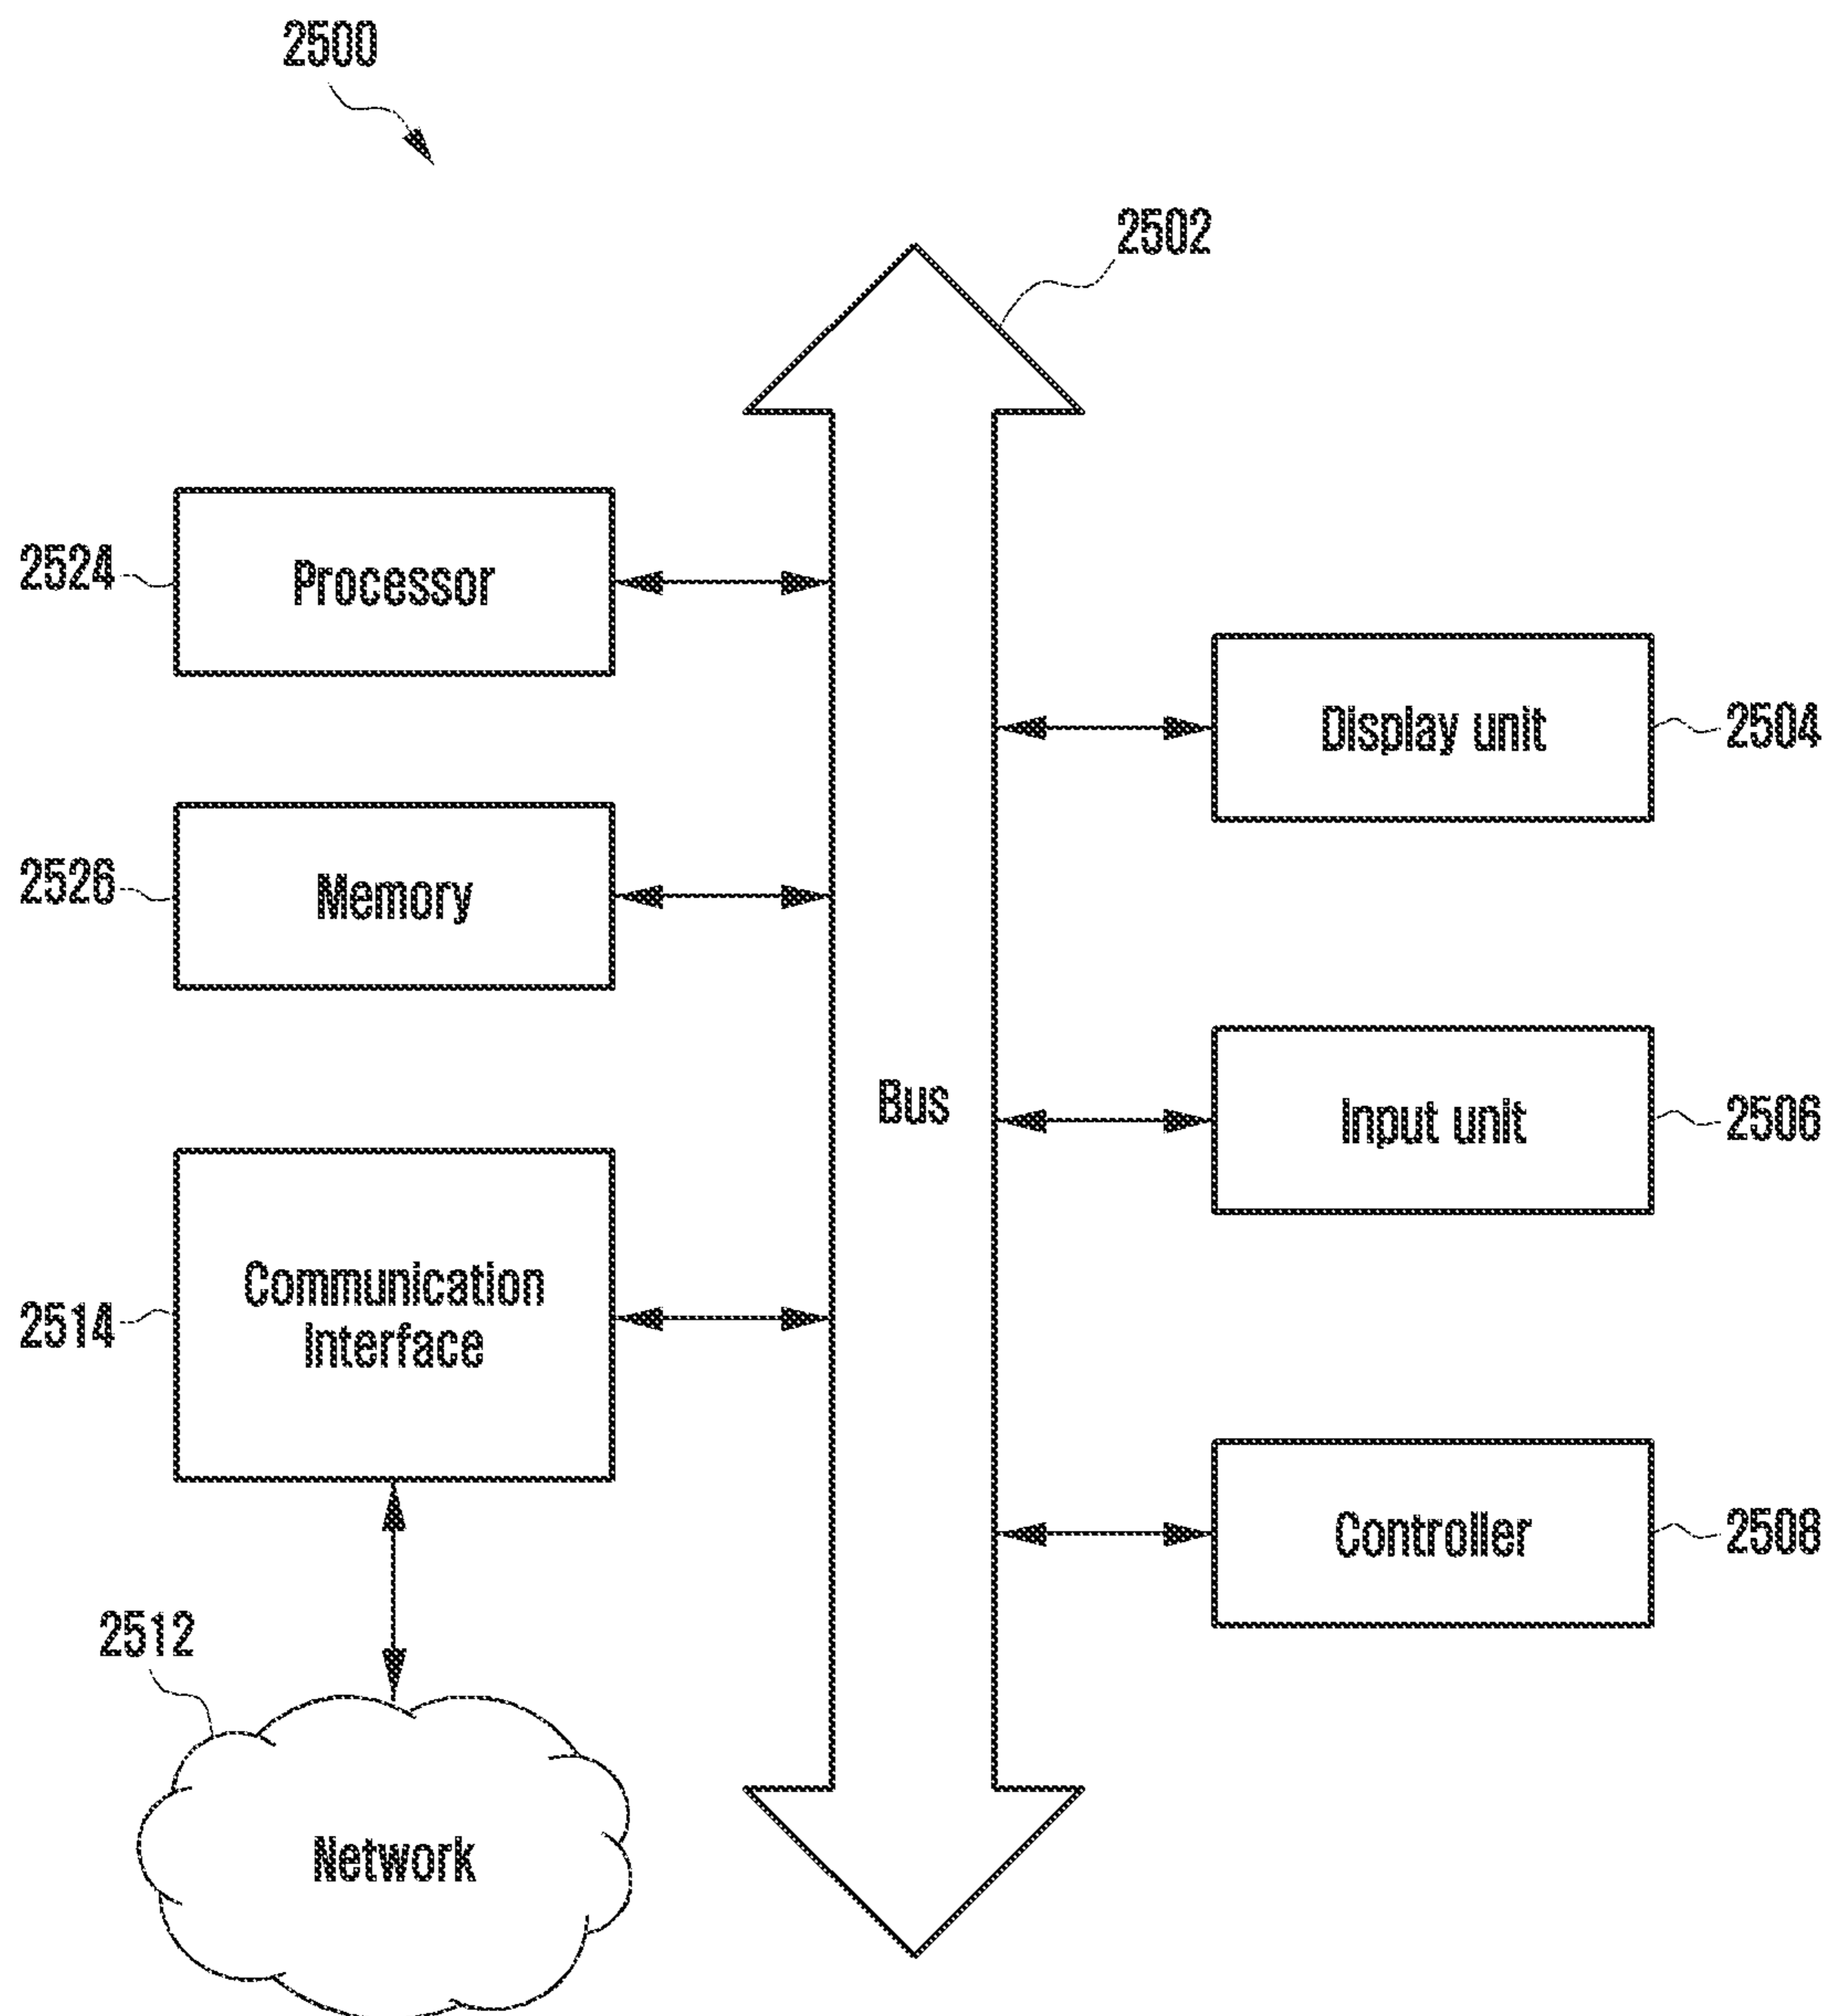 2500
2502
2524
Processor
Display unit
2504
2526
Memory
Bus
Input unit
2506
2514
Communication
Interface
Controller
2508
2512
Network